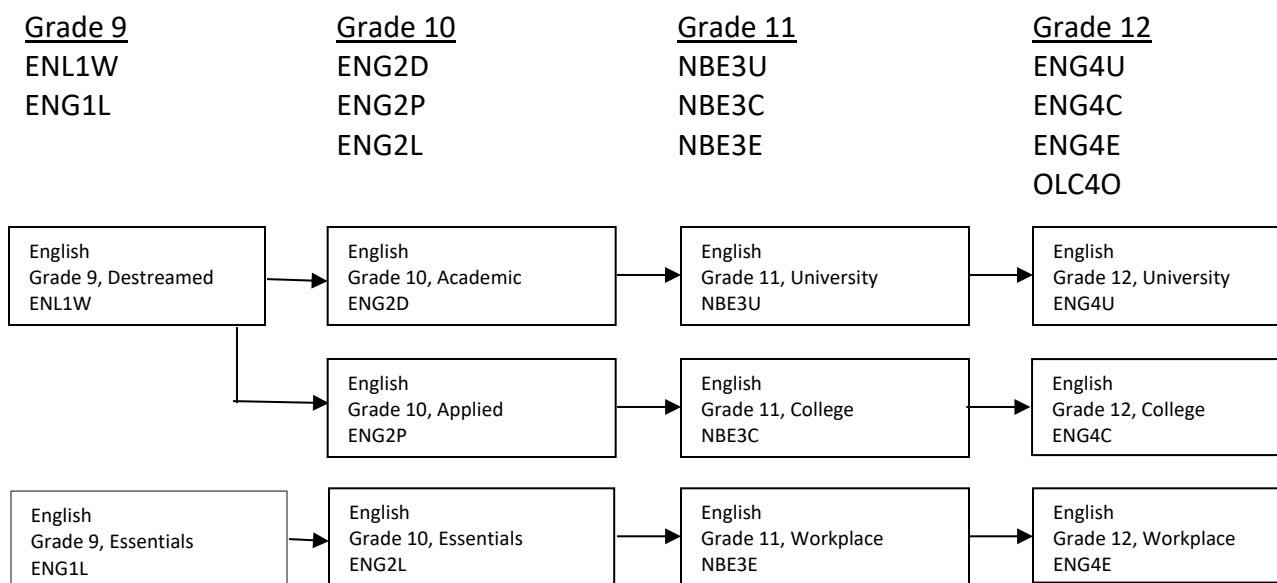 Grade 9
ENL1W
ENG1L
Grade 10
ENG2D
ENG2P
ENG2L
Grade 11
NBE3U
NBE3C
NBE3E
Grade 12
ENG4U
ENG4C
ENG4E
OLC4O
English
Grade 9, Destreamed
ENL1W
English
Grade 10, Academic
ENG2D
English
Grade 11, University
NBE3U
English
Grade 12, University
ENG4U
English
Grade 10, Applied
ENG2P
English
Grade 11, College
NBE3C
English
Grade 12, College
ENG4C
English
Grade 9, Essentials
ENG1L
English
Grade 10, Essentials
ENG2L
English
Grade 11, Workplace
NBE3E
English
Grade 12, Workplace
ENG4E